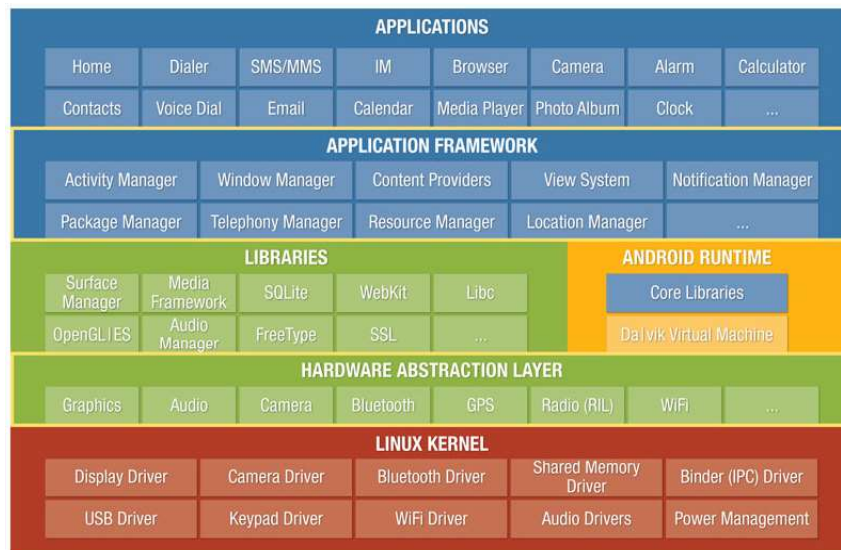 APPLICATIONS
Home Dialer SMS/MMS IM Browser Camera Alarm Calculator
Contacts Voice Dial Email Calendar Media Player Photo Album Clock ...
APPLICATION FRAMEWORK
Activity Manager Window Manager Content Providers View System Notification Manager
Package Manager Telephony Manager Resource Manager Location Manager ...
LIBRARIES
Surface Manager Media Framework SQLite WebKit Libc
OpenGL|ES Audio Manager FreeType SSL ...
ANDROID RUNTIME
Core Libraries
Dalvik Virtual Machine
HARDWARE ABSTRACTION LAYER
Graphics Audio Camera Bluetooth GPS Radio (RIL) WiFi ...
LINUX KERNEL
Display Driver Camera Driver Bluetooth Driver Shared Memory Driver Binder (IPC) Driver
USB Driver Keypad Driver WiFi Driver Audio Drivers Power Management